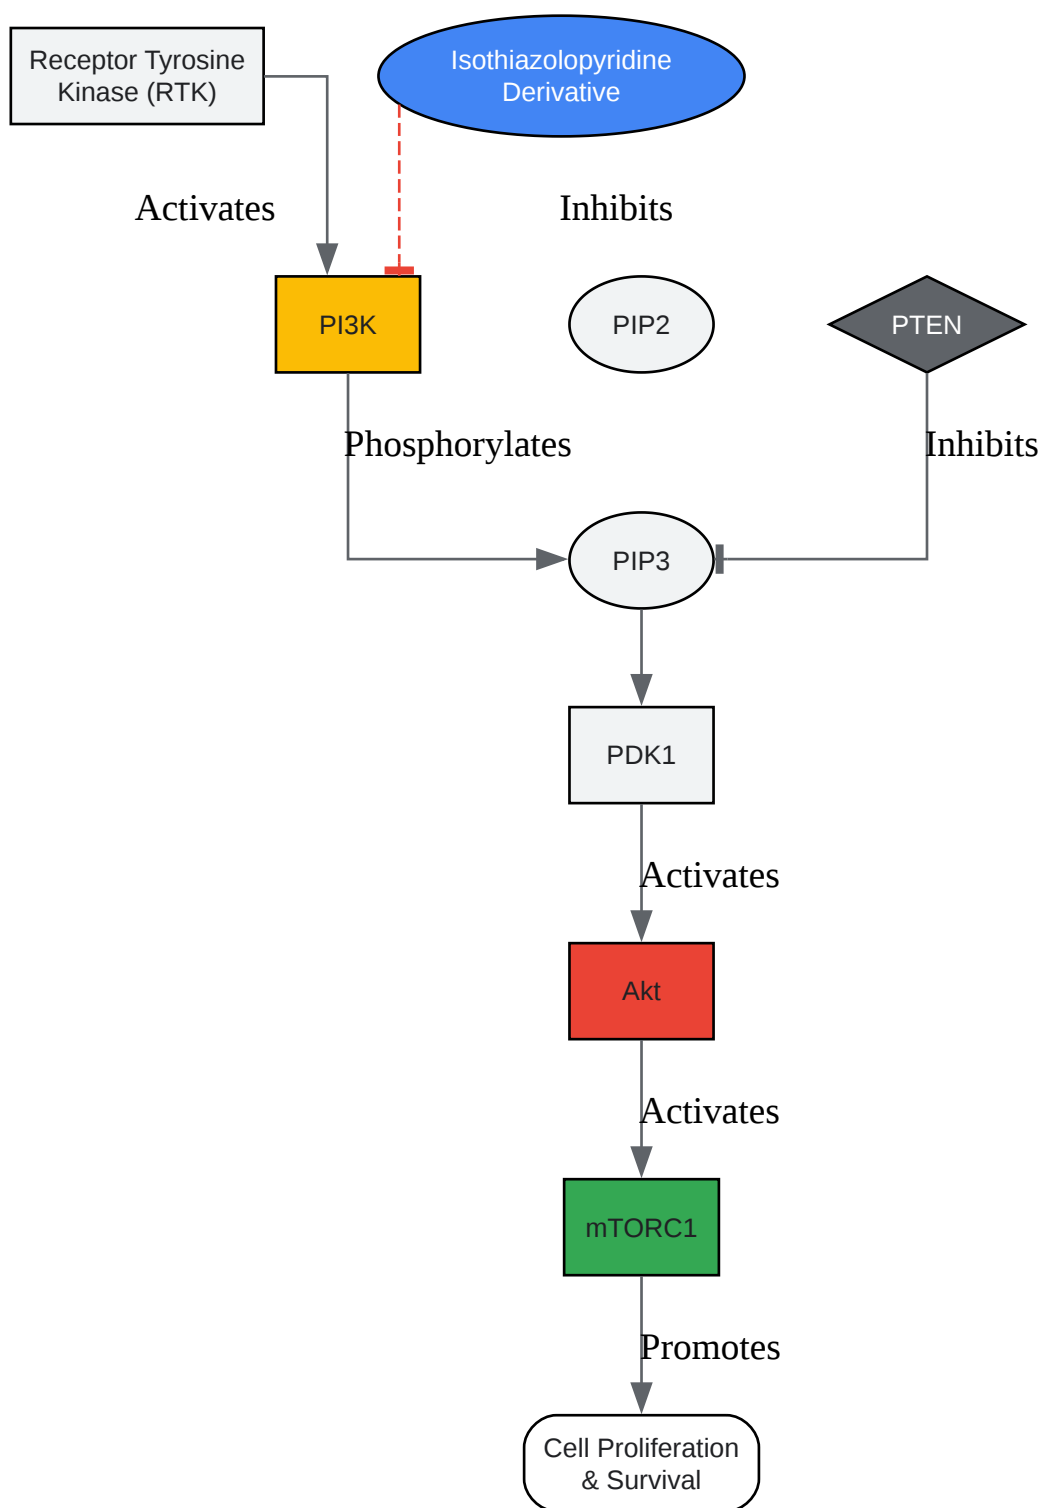 Receptor Tyrosine
Kinase (RTK)
Isothiazolopyridine
Derivative
Activates
Inhibits
PI3K
PIP2
PTEN
Phosphorylates
Inhibits
PIP3
PDK1
Activates
Akt
Activates
mTORC1
Promotes
Cell Proliferation
& Survival